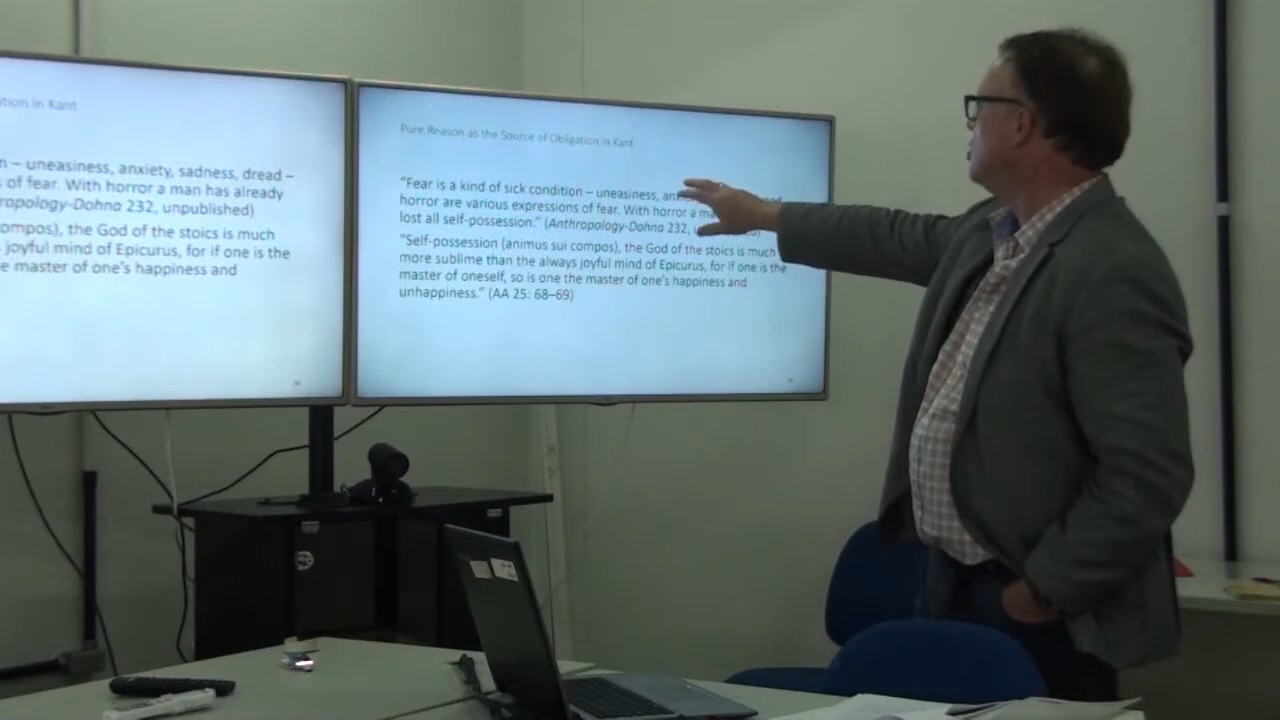 tion in Kant
n – uneasiness, anxiety, sadness, dread –
of fear. With horror a man has already
ropology-Dohna 232, unpublished)
compos), the God of the stoics is much
joyful mind of Epicurus, for if one is the
e master of one's happiness and
Pure Reason as the Source of Obligation in Kant
"Fear is a kind of sick condition – uneasiness,
horror are various expressions of fear. With horror a
lost all self-possession." (Anthropology-Dohna 232,
"Self-possession (animus sui compos), the God of the stoics is much
more sublime than the always joyful mind of Epicurus, for if one is the
master of oneself, so is one the master of one's happiness and
unhappiness." (AA 25: 68–69)